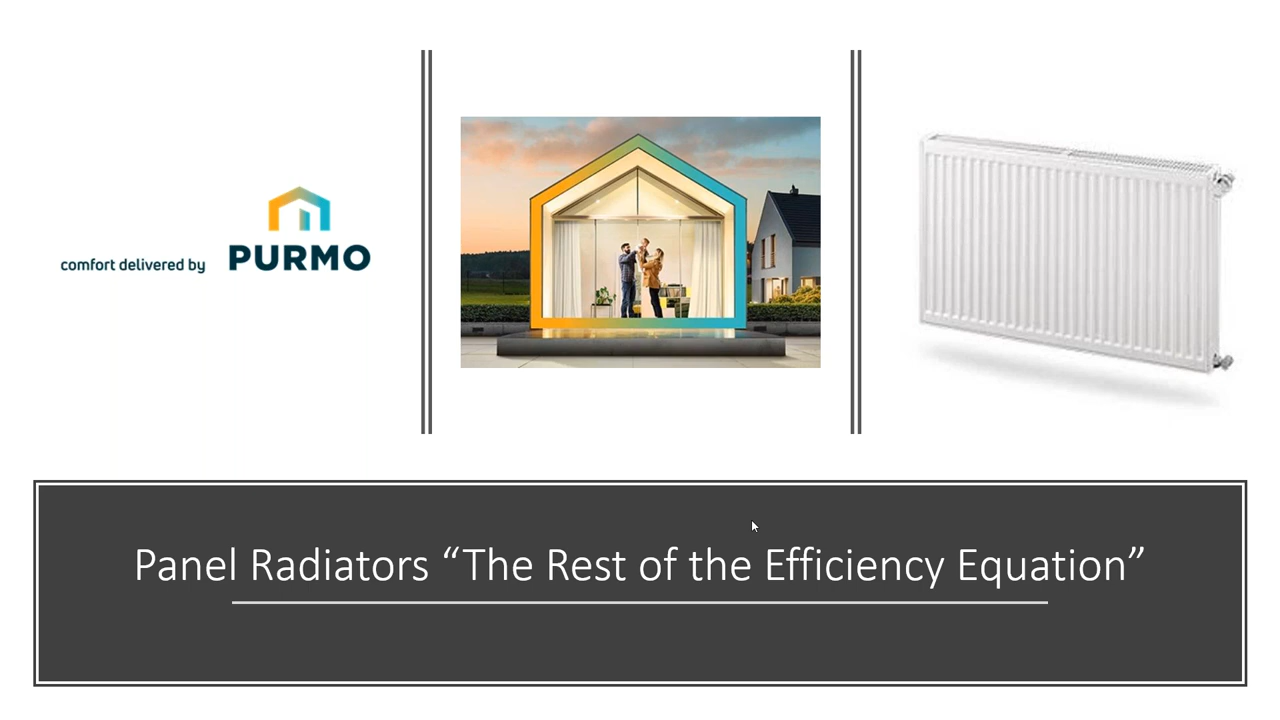 comfort delivered by PURMO
Panel Radiators “The Rest of the Efficiency Equation”